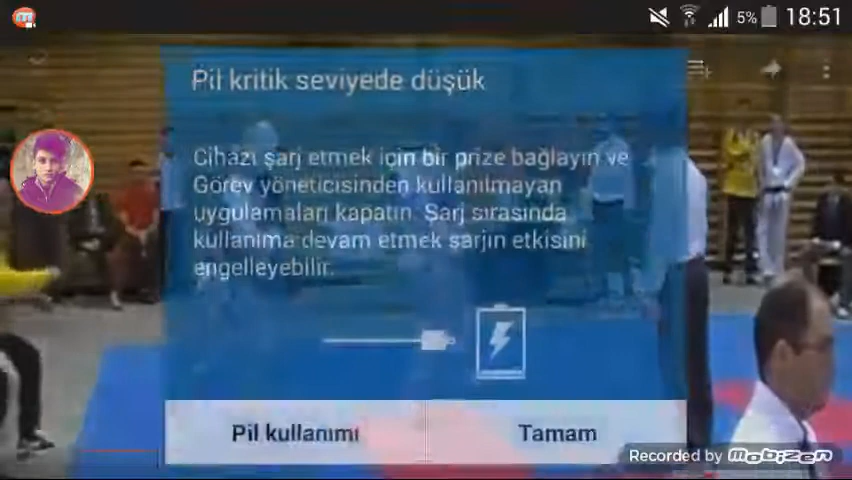 5% 18:51
Pil kritik seviyede düşük
Cihazı şarj etmek için bir prize bağlayın ve
Görev yöneticisinden kullanılmayan
uygulamaları kapatın. Şarj sırasında
kullanıma devam etmek şarjın etkisini
engelleyebilir.
Pil kullanımı
Tamam
Recorded by mobizen